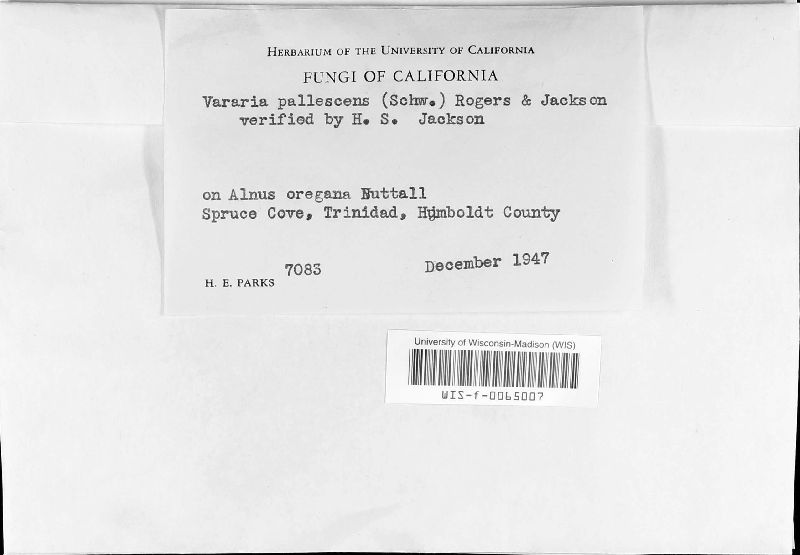 HERBARIUM OF THE UNIVERSITY OF CALIFORNIA
FUNGI OF CALIFORNIA
Vararia pallescens (Schw.) Rogers & Jackson
verified by H. S. Jackson
on Alnus oregana Nuttall
Spruce Cove, Trinidad, Humboldt County
7083 December 1947
H. E. PARKS
University of Wisconsin-Madison (WIS)
WIS-f-0065007